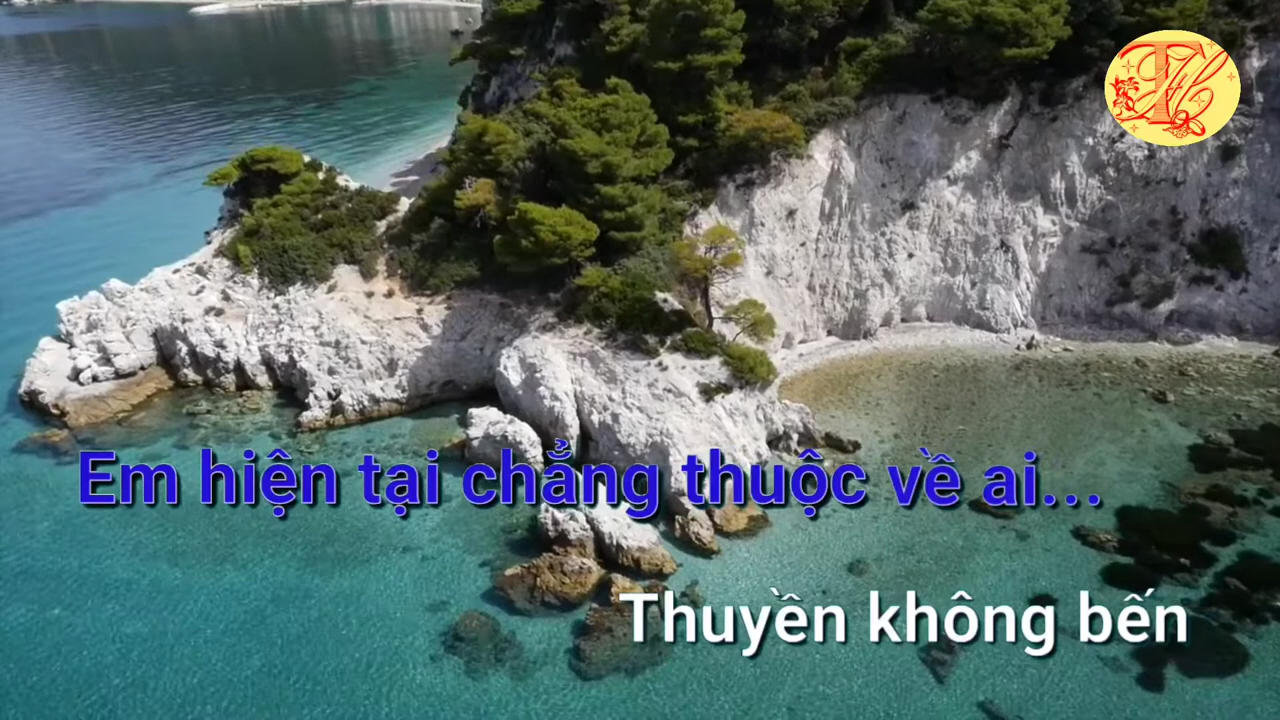 Em hiện tại chẳng thuộc về ai...
Thuyền không bến